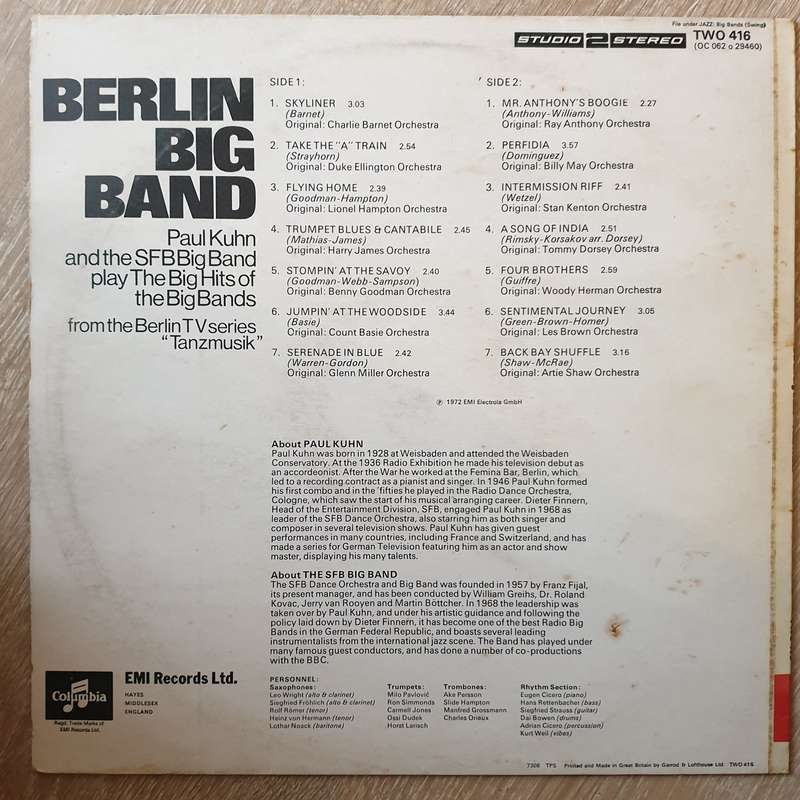 File under JAZZ: Big Bands (Swing)
STUDIO 2 STEREO TWO 416
(OC 062 o 29460)
BERLIN
BIG
BAND
Paul Kuhn
and the SFB Big Band
play The Big Hits of
the Big Bands
from the Berlin TV series
"Tanzmusik"
SIDE 1:
1. SKYLINER 3.03
(Barnet)
Original: Charlie Barnet Orchestra
2. TAKE THE "A" TRAIN 2.54
(Strayhorn)
Original: Duke Ellington Orchestra
3. FLYING HOME 2.39
(Goodman-Hampton)
Original: Lionel Hampton Orchestra
4. TRUMPET BLUES & CANTABILE 2.45
(Mathias-James)
Original: Harry James Orchestra
5. STOMPIN' AT THE SAVOY 2.40
(Goodman-Webb-Sampson)
Original: Benny Goodman Orchestra
6. JUMPIN' AT THE WOODSIDE 3.44
(Basie)
Original: Count Basie Orchestra
7. SERENADE IN BLUE 2.42
(Warren-Gordon)
Original: Glenn Miller Orchestra
SIDE 2:
1. MR. ANTHONY'S BOOGIE 2.27
(Anthony-Williams)
Original: Ray Anthony Orchestra
2. PERFIDIA 3.57
(Dominguez)
Original: Billy May Orchestra
3. INTERMISSION RIFF 2.41
(Wetzel)
Original: Stan Kenton Orchestra
4. A SONG OF INDIA 2.51
(Rimsky-Korsakov arr. Dorsey)
Original: Tommy Dorsey Orchestra
5. FOUR BROTHERS 2.59
(Guiffre)
Original: Woody Herman Orchestra
6. SENTIMENTAL JOURNEY 3.05
(Green-Brown-Homer)
Original: Les Brown Orchestra
7. BACK BAY SHUFFLE 3.16
(Shaw-McRae)
Original: Artie Shaw Orchestra
℗ 1972 EMI Electrola GmbH
About PAUL KUHN
Paul Kuhn was born in 1928 at Weisbaden and attended the Weisbaden
Conservatory. At the 1936 Radio Exhibition he made his television debut as
an accordeonist. After the War he worked at the Femina Bar, Berlin, which
led to a recording contract as a pianist and singer. In 1946 Paul Kuhn formed
his first combo and in the 'fifties he played in the Radio Dance Orchestra,
Cologne, which saw the start of his musical arranging career. Dieter Finnern,
Head of the Entertainment Division, SFB, engaged Paul Kuhn in 1968 as
leader of the SFB Dance Orchestra, also starring him as both singer and
composer in several television shows. Paul Kuhn has given guest
performances in many countries, including France and Switzerland, and has
made a series for German Television featuring him as an actor and show
master, displaying his many talents.
About THE SFB BIG BAND
The SFB Dance Orchestra and Big Band was founded in 1957 by Franz Fijal,
its present manager, and has been conducted by William Greihs, Dr. Roland
Kovac, Jerry van Rooyen and Martin Böttcher. In 1968 the leadership was
taken over by Paul Kuhn, and under his artistic guidance and following the
policy laid down by Dieter Finnern, it has become one of the best Radio Big
Bands in the German Federal Republic, and boasts several leading
instrumentalists from the international jazz scene. The Band has played under
many famous guest conductors, and has done a number of co-productions
with the BBC.
Columbia
Regd. Trade Marks of
EMI Records Ltd.
EMI Records Ltd.
HAYES
MIDDLESEX
ENGLAND
PERSONNEL:
Saxophones:
Leo Wright (alto & clarinet)
Siegfried Fröhlich (alto & clarinet)
Rolf Römer (tenor)
Heinz von Hermann (tenor)
Lothar Noack (baritone)
Trumpets:
Milo Pavlović
Ron Simmonds
Carmell Jones
Ossi Dudek
Horst Larisch
Trombones:
Ake Persson
Slide Hampton
Manfred Grossmann
Charles Orieux
Rhythm Section:
Eugen Cicero (piano)
Hans Rettenbacher (bass)
Siegfried Strauss (guitar)
Dai Bowen (drums)
Adrian Cicero (percussion)
Kurt Weil (vibes)
7306 TPS Printed and Made in Great Britain by Garrod & Lofthouse Ltd. TWO 416